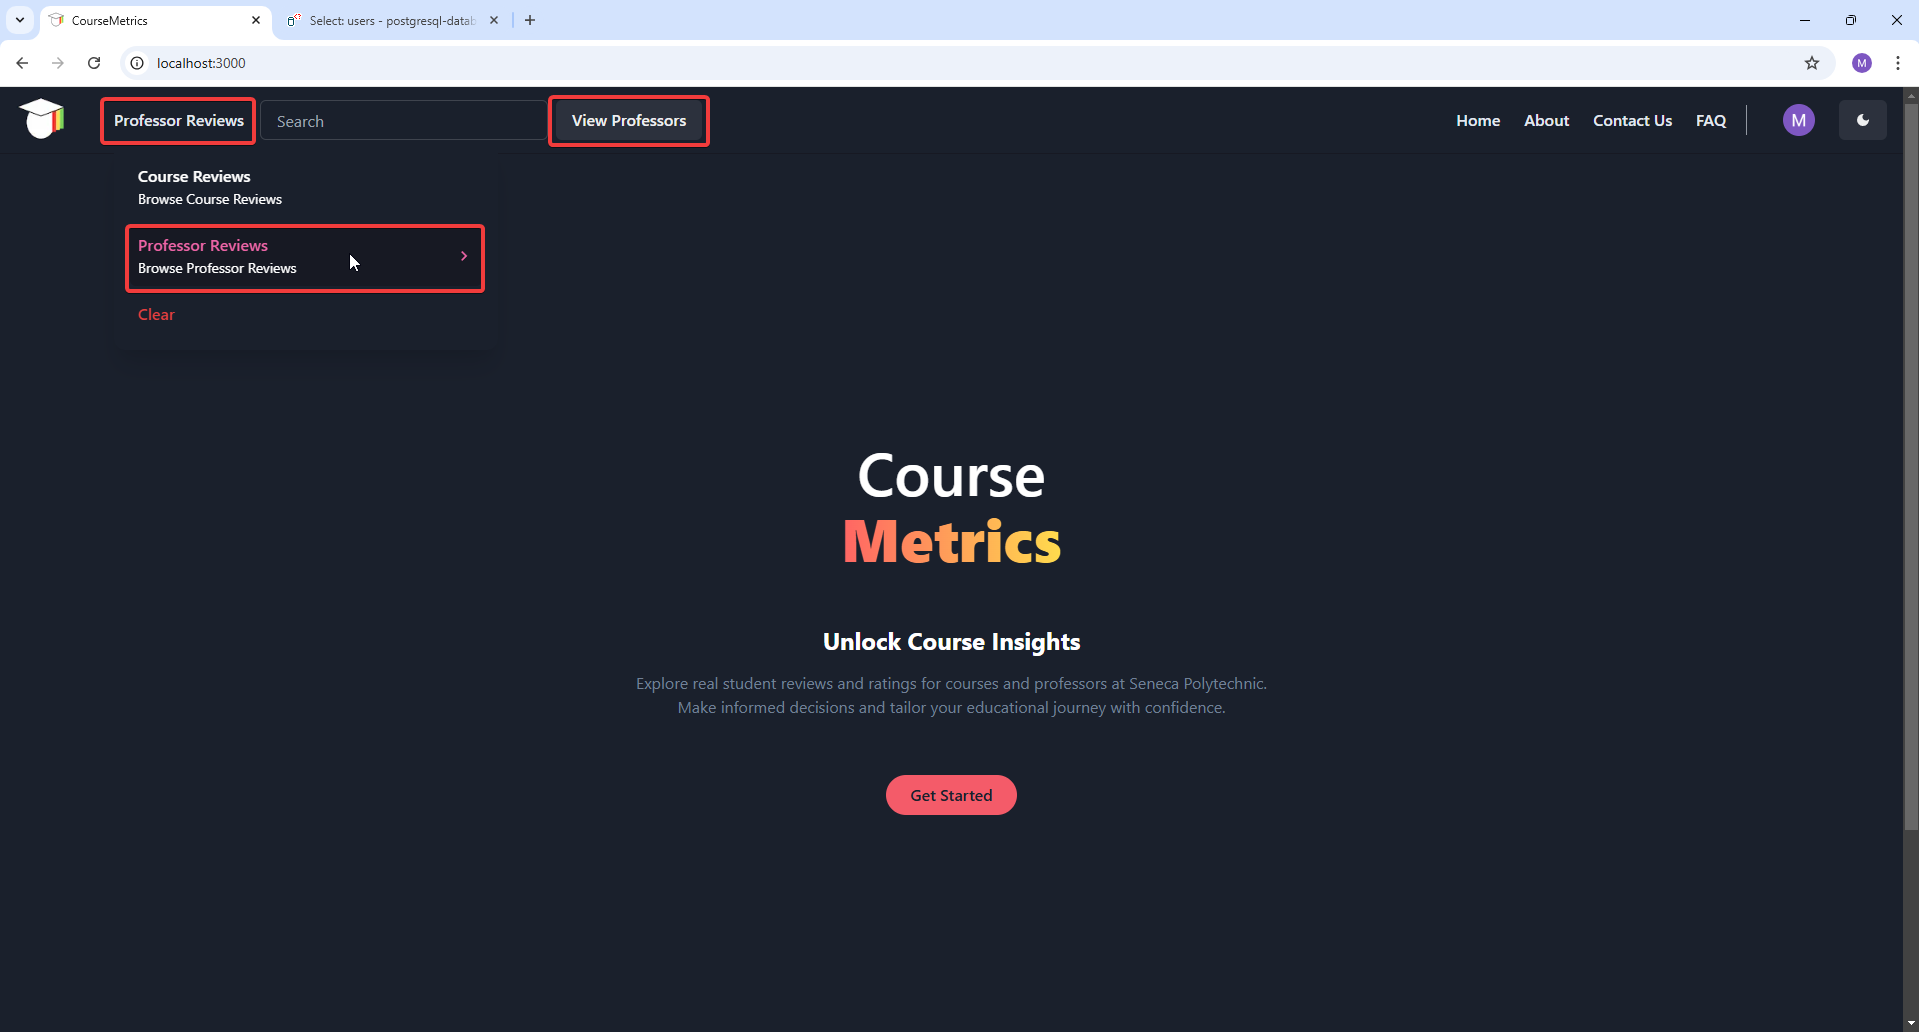 CourseMetrics
Select: users - postgresql-datab
localhost:3000
M
Professor Reviews
Search
View Professors
Home
About
Contact Us
FAQ
M
Course Reviews
Browse Course Reviews
Professor Reviews
Browse Professor Reviews
Clear
Course
Metrics
Unlock Course Insights
Explore real student reviews and ratings for courses and professors at Seneca Polytechnic.
Make informed decisions and tailor your educational journey with confidence.
Get Started